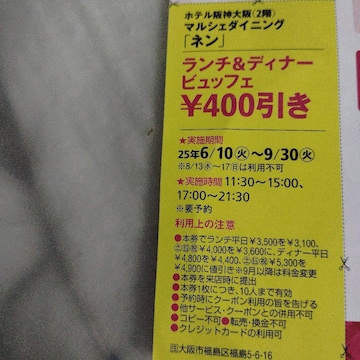 ホテル阪神大阪(2階)
マルシェダイニング
「ネン」
ランチ&ディナー
ビュッフェ
¥400引き
★実施期間
25年6/10㊋〜9/30㊋
※8/13㊌〜17㊐は利用不可
★実施時間 11:30〜15:00、
17:00〜21:30
※要予約
利用上の注意
●本券でランチ平日¥3,500を¥3,100、
㊏㊐㊗¥4,000を¥3,600に、ディナー平日
¥4,800を¥4,400、㊏㊐㊗¥5,300を
¥4,900に値引き※9月以降は料金変更
●本券を来店時に提出
●本券1枚につき、10人まで有効
●予約時にクーポン利用の旨を告げる
●他サービス・クーポンとの併用不可
●コピー不可●転売・換金不可
●クレジットカードの利用可
大阪市福島区福島5-6-16